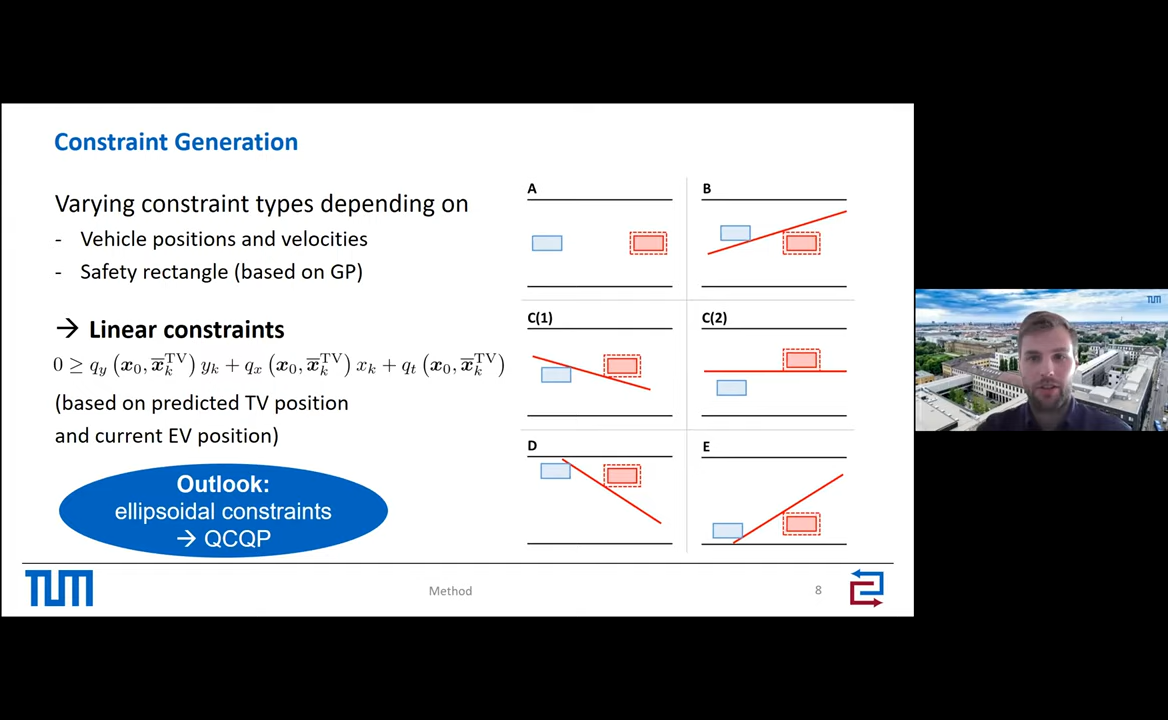 Constraint Generation
Varying constraint types depending on
- Vehicle positions and velocities
- Safety rectangle (based on GP)
→ Linear constraints
0 ≥ q_y (x_0, x̄_k^TV) y_k + q_x (x_0, x̄_k^TV) x_k + q_t (x_0, x̄_k^TV)
(based on predicted TV position
and current EV position)
Outlook:
ellipsoidal constraints
→ QCQP
A
B
C(1)
C(2)
D
E
TUM
Method
8
TUM